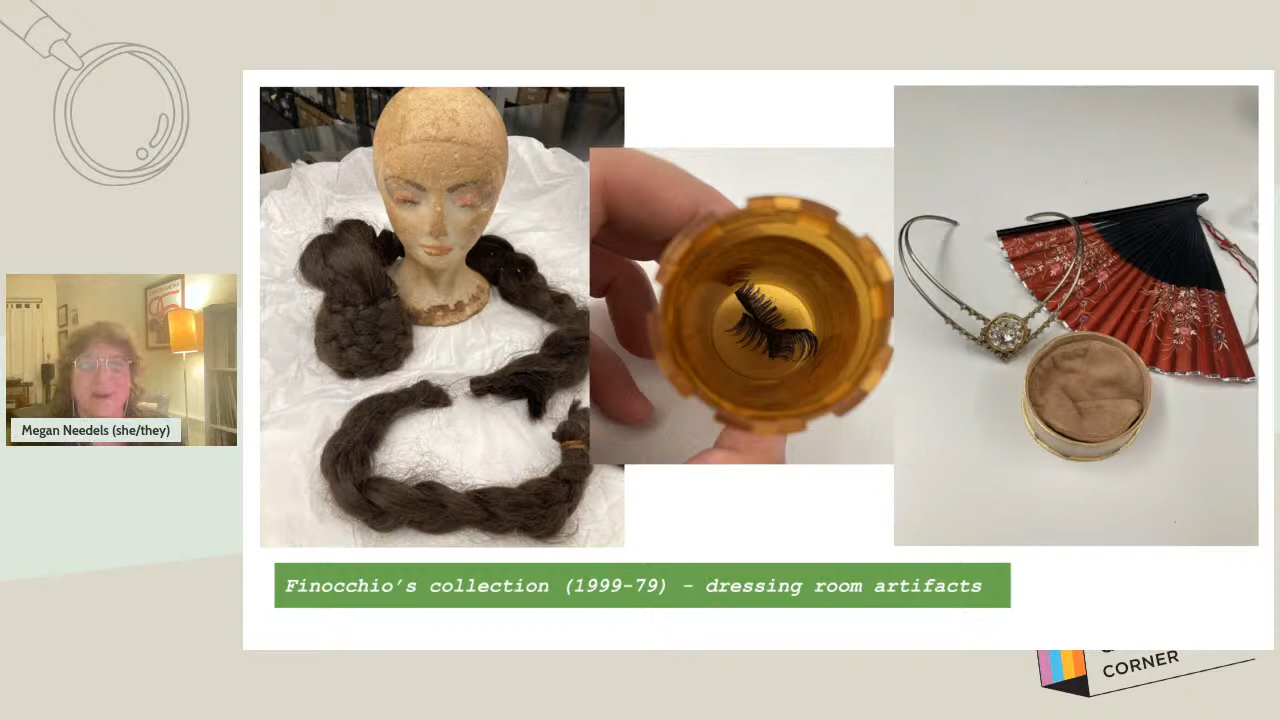 Finocchio's collection (1999-79) - dressing room artifacts
Megan Needels (she/they)
CORNER